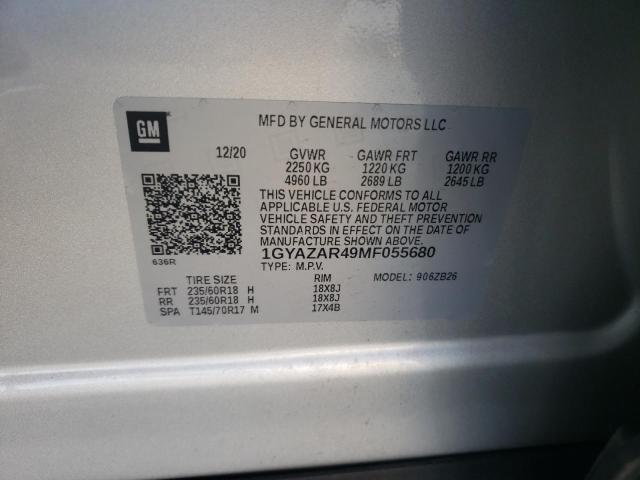 GM
MFD BY GENERAL MOTORS LLC
12/20 GVWR GAWR FRT GAWR RR
2250 KG 1220 KG 1200 KG
4960 LB 2689 LB 2645 LB
THIS VEHICLE CONFORMS TO ALL
APPLICABLE U.S. FEDERAL MOTOR
VEHICLE SAFETY AND THEFT PREVENTION
STANDARDS IN EFFECT ON THE DATE OF
MANUFACTURE SHOWN ABOVE.
1GYAZAR49MF055680
636R
TYPE: M.P.V. MODEL: 906ZB26
TIRE SIZE RIM
FRT 235/60R18 H 18X8J
RR 235/60R18 H 18X8J
SPA T145/70R17 M 17X4B